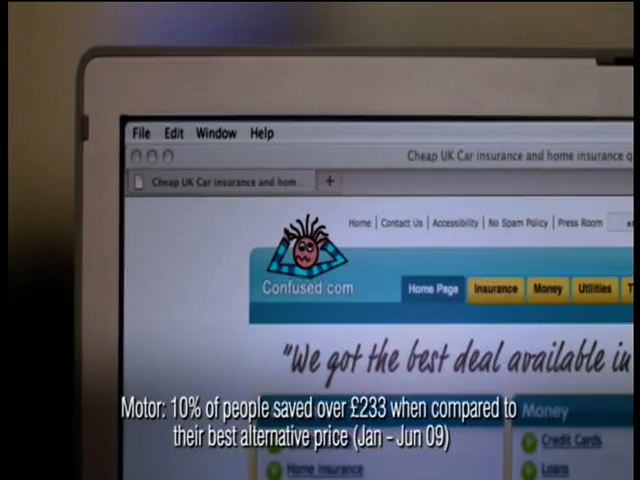 File Edit Window Help
Cheap UK Car insurance and home insurance
Cheap UK Car insurance and hom... +
Home | Contact Us | Accessibility | No Spam Policy | Press Room
Confused.com
Home Page Insurance Money Utilities
"We got the best deal available in
Motor: 10% of people saved over £233 when compared to
their best alternative price (Jan - Jun 09)
Money
Credit Cards
Home Insurance
Loans